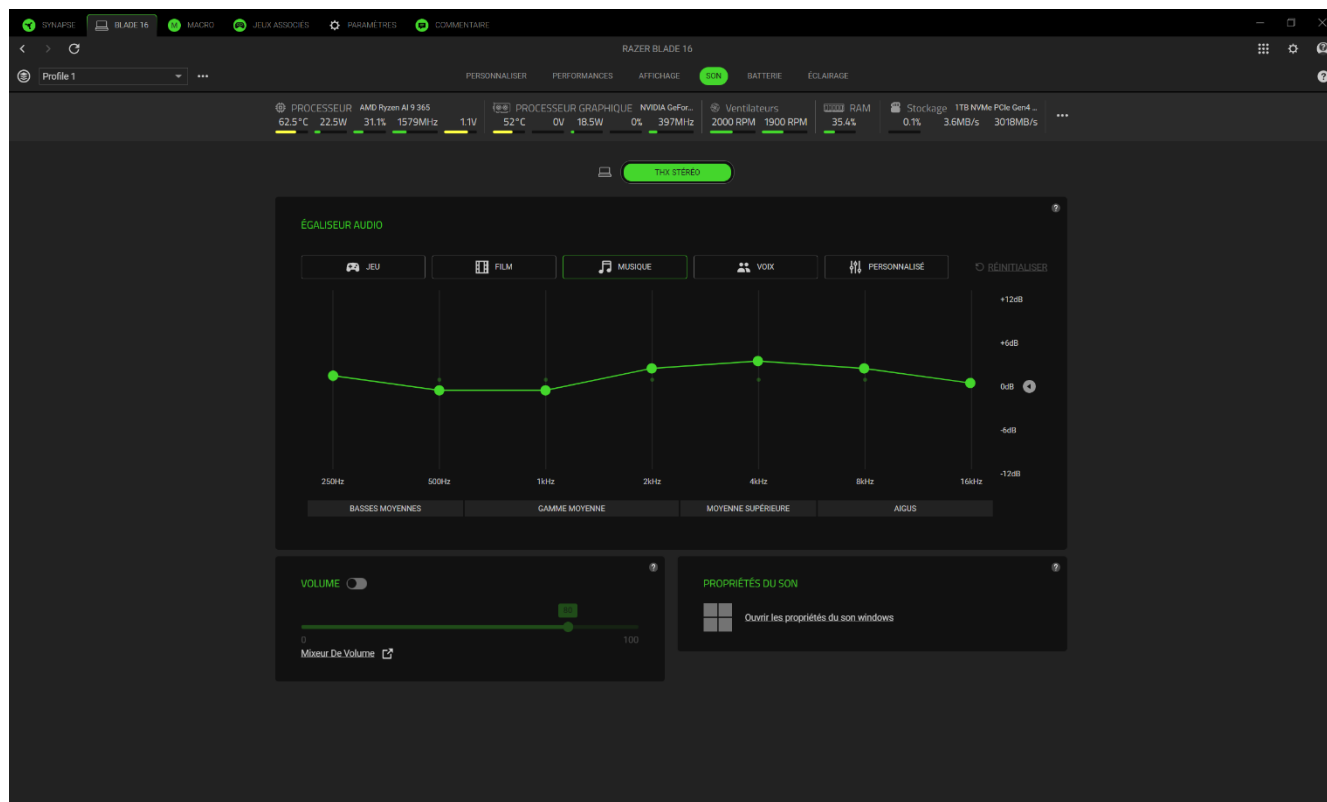 SYNAPSE BLADE 16 MACRO JEUX ASSOCIÉS PARAMÈTRES COMMENTAIRE
RAZER BLADE 16
Profile 1 PERSONNALISER PERFORMANCES AFFICHAGE SON BATTERIE ÉCLAIRAGE
PROCESSEUR AMD Ryzen AI 9 365 PROCESSEUR GRAPHIQUE NVIDIA GeFor... Ventilateurs RAM Stockage 1TB NVMe PCIe Gen4 ...
62.5°C 22.5W 31.1% 1579MHz 1.1V 52°C 0V 18.5W 0% 397MHz 2000 RPM 1900 RPM 35.4% 0.1% 3.6MB/s 3018MB/s
THX STÉRÉO
ÉGALISEUR AUDIO
JEU FILM MUSIQUE VOIX PERSONNALISÉ RÉINITIALISER
+12dB
+6dB
0dB
-6dB
-12dB
250Hz 500Hz 1kHz 2kHz 4kHz 8kHz 16kHz
BASSES MOYENNES GAMME MOYENNE MOYENNE SUPÉRIEURE AIGUS
VOLUME
80
0 100
Mixeur De Volume
PROPRIÉTÉS DU SON
Ouvrir les propriétés du son windows